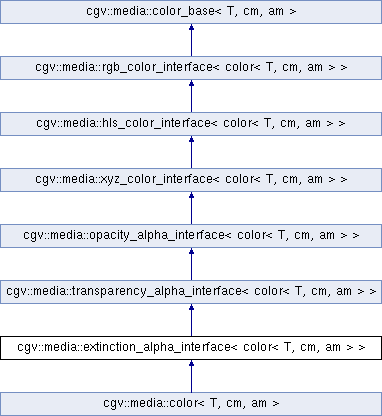 cgv::media::color_base< T, cm, am >
cgv::media::rgb_color_interface< color< T, cm, am > >
cgv::media::hls_color_interface< color< T, cm, am > >
cgv::media::xyz_color_interface< color< T, cm, am > >
cgv::media::opacity_alpha_interface< color< T, cm, am > >
cgv::media::transparency_alpha_interface< color< T, cm, am > >
cgv::media::extinction_alpha_interface< color< T, cm, am > >
cgv::media::color< T, cm, am >